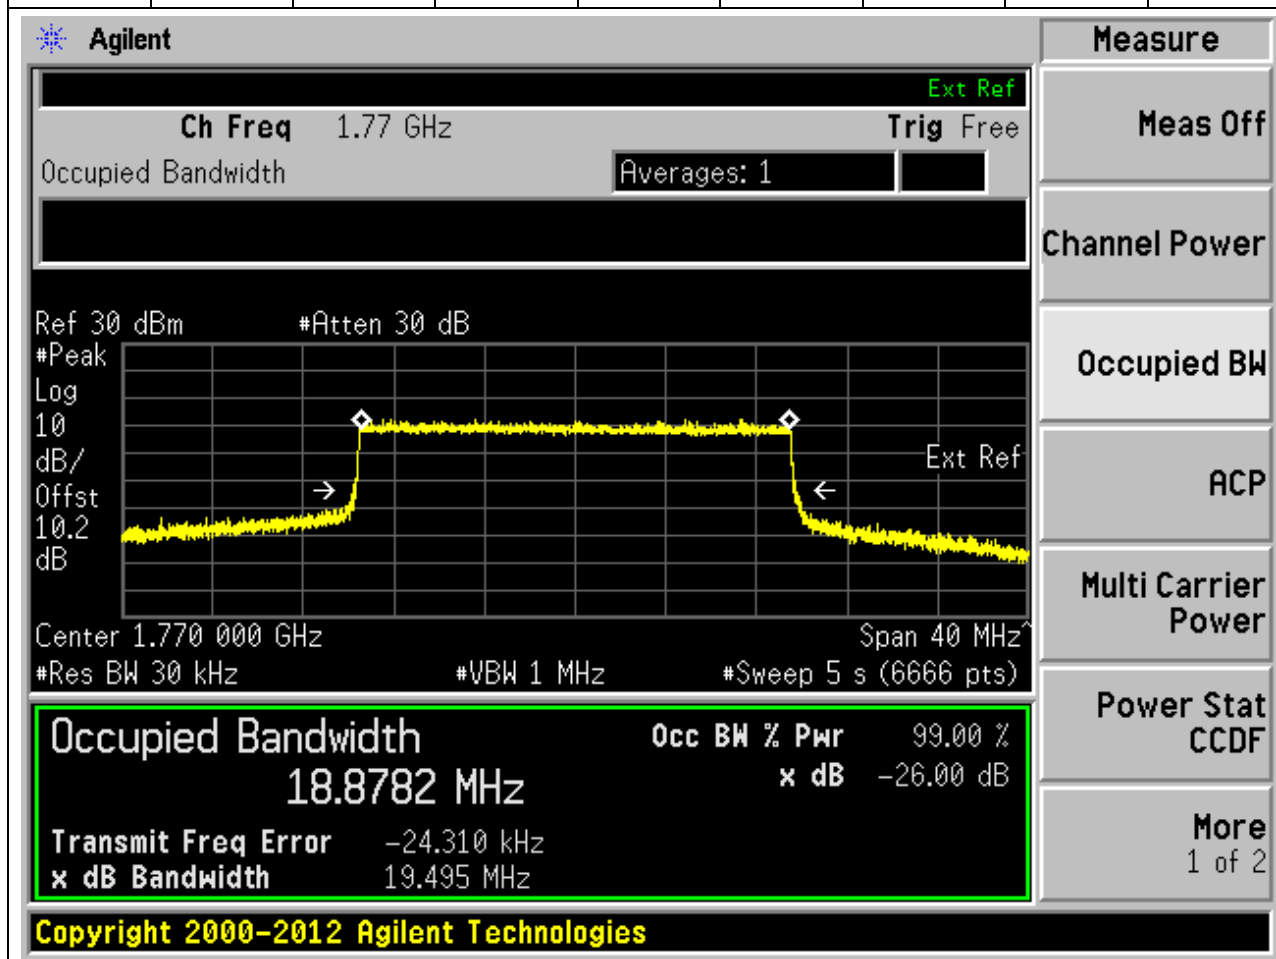 Agilent
Ext Ref
Ch Freq 1.77 GHz Trig Free
Occupied Bandwidth Averages: 1
Ref 30 dBm #Atten 30 dB
#Peak
Log
10
dB/
Offst
10.2
dB
Ext Ref
Center 1.770 000 GHz Span 40 MHz^
#Res BW 30 kHz #VBW 1 MHz #Sweep 5 s (6666 pts)
Occupied Bandwidth Occ BW % Pwr 99.00 %
18.8782 MHz x dB -26.00 dB
Transmit Freq Error -24.310 kHz
x dB Bandwidth 19.495 MHz
Copyright 2000-2012 Agilent Technologies
Measure
Meas Off
Channel Power
Occupied BW
ACP
Multi Carrier
Power
Power Stat
CCDF
More
1 of 2